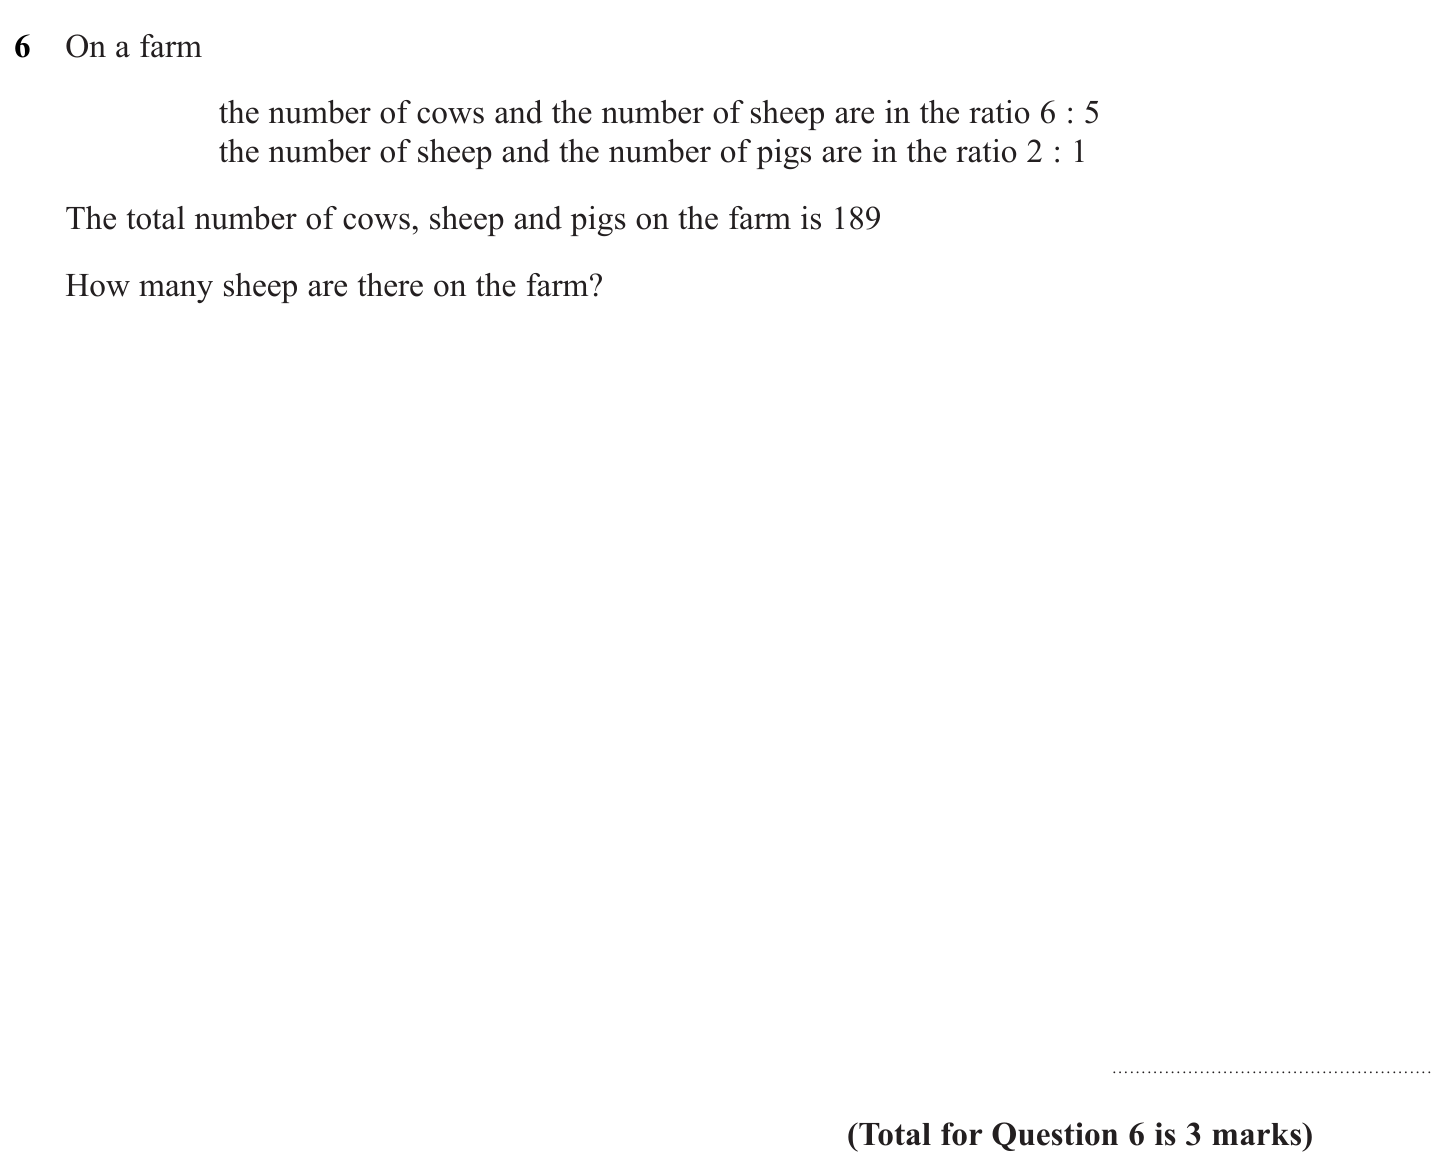 6 On a farm
the number of cows and the number of sheep are in the ratio 6 : 5
the number of sheep and the number of pigs are in the ratio 2 : 1
The total number of cows, sheep and pigs on the farm is 189
How many sheep are there on the farm?
(Total for Question 6 is 3 marks)